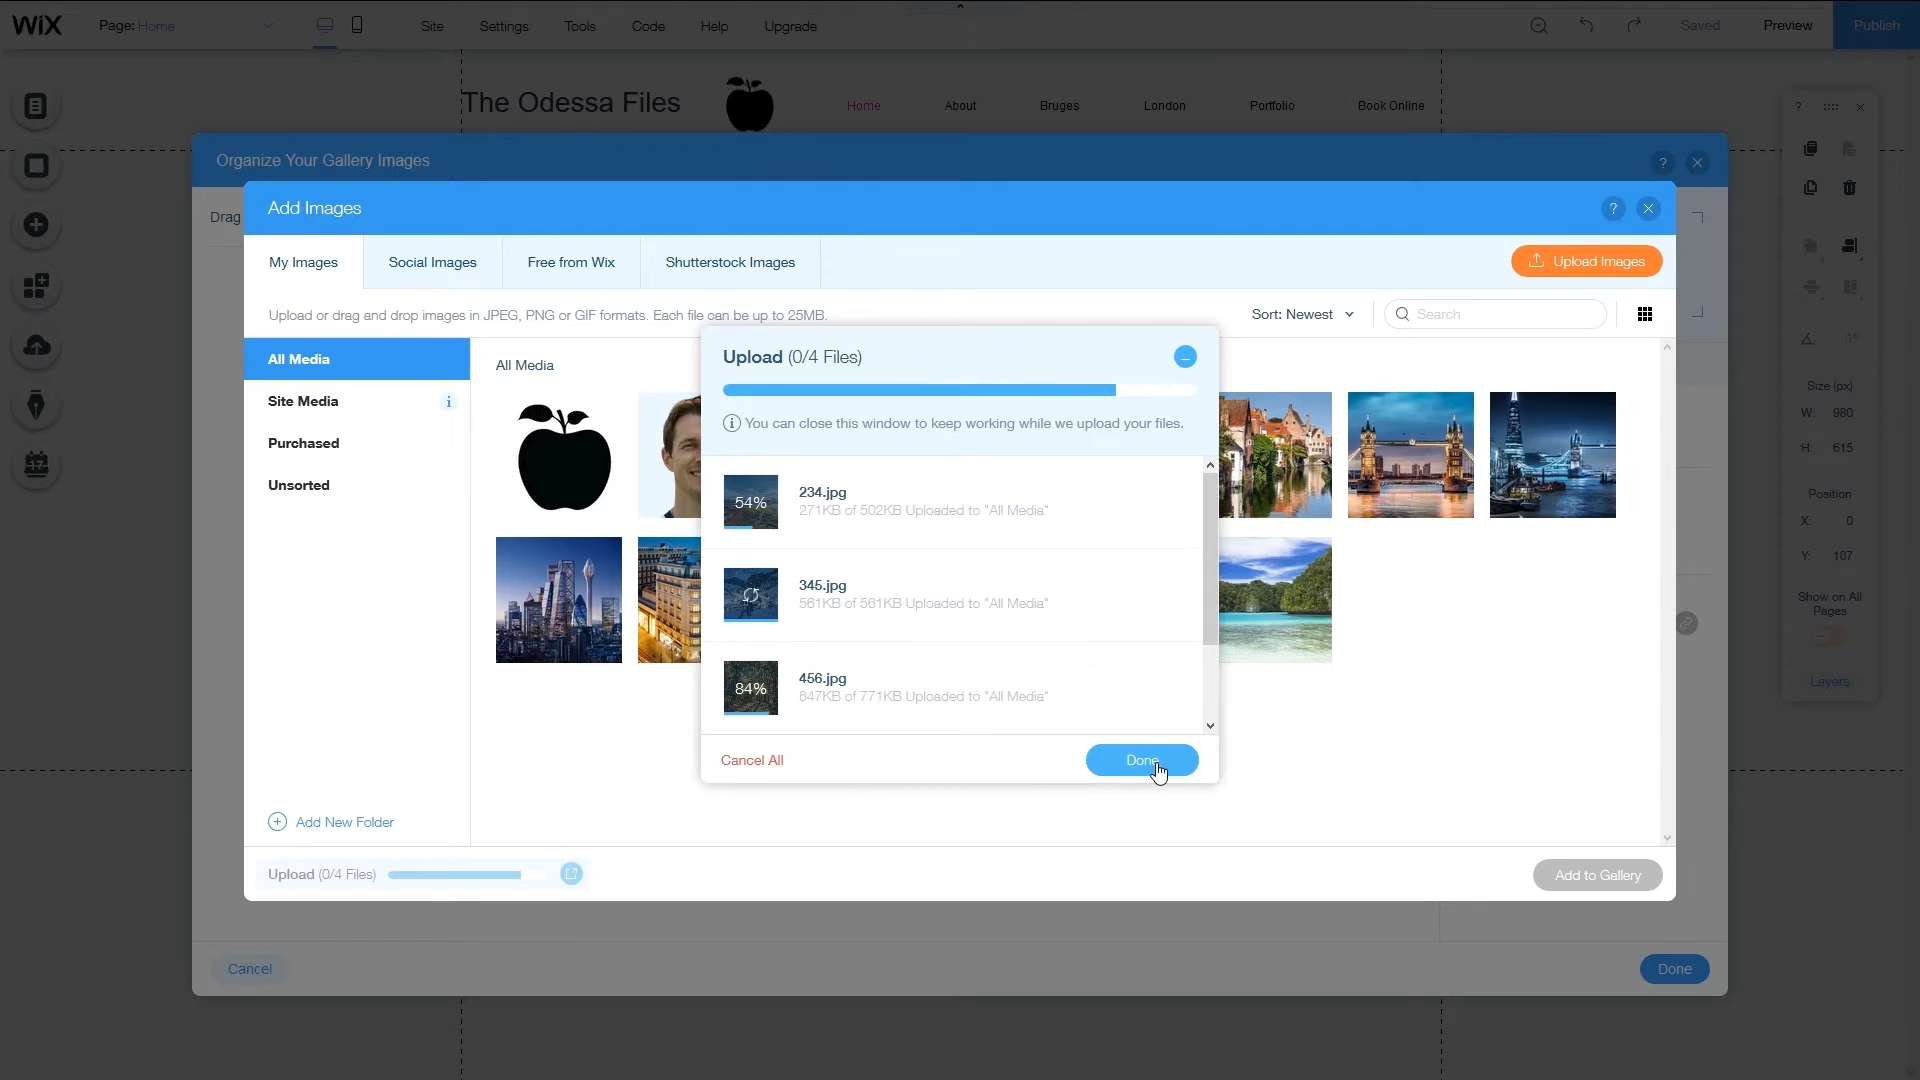 WiX Page: Home Site Settings Tools Code Help Upgrade Saved Preview Publish
The Odessa Files Home About Bruges London Portfolio Book Online
Organize Your Gallery Images ?
Drag
Add Images ?
My Images Social Images Free from Wix Shutterstock Images Upload Images
Upload or drag and drop images in JPEG, PNG or GIF formats. Each file can be up to 25MB. Sort: Newest Search
All Media
Site Media i
Purchased
Unsorted
Add New Folder
All Media
Upload (0/4 Files)
i You can close this window to keep working while we upload your files.
54% 234.jpg
271KB of 502KB Uploaded to "All Media"
345.jpg
561KB of 561KB Uploaded to "All Media"
84% 456.jpg
647KB of 771KB Uploaded to "All Media"
Cancel All Done
Upload (0/4 Files) Add to Gallery
Cancel Done
?
Size (px)
W: 980
H: 615
Position
X: 0
Y: 107
Show on All
Pages
Layers